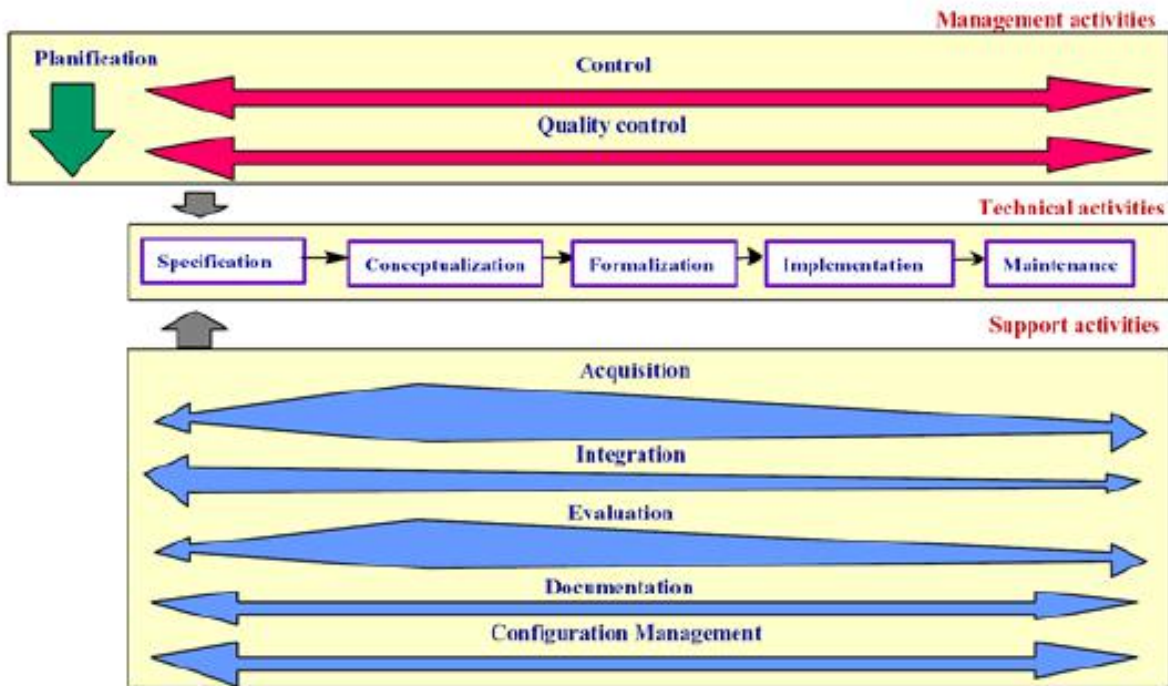 Management activities
Planification
Control
Quality control
Technical activities
Specification
Conceptualization
Formalization
Implementation
Maintenance
Support activities
Acquisition
Integration
Evaluation
Documentation
Configuration Management